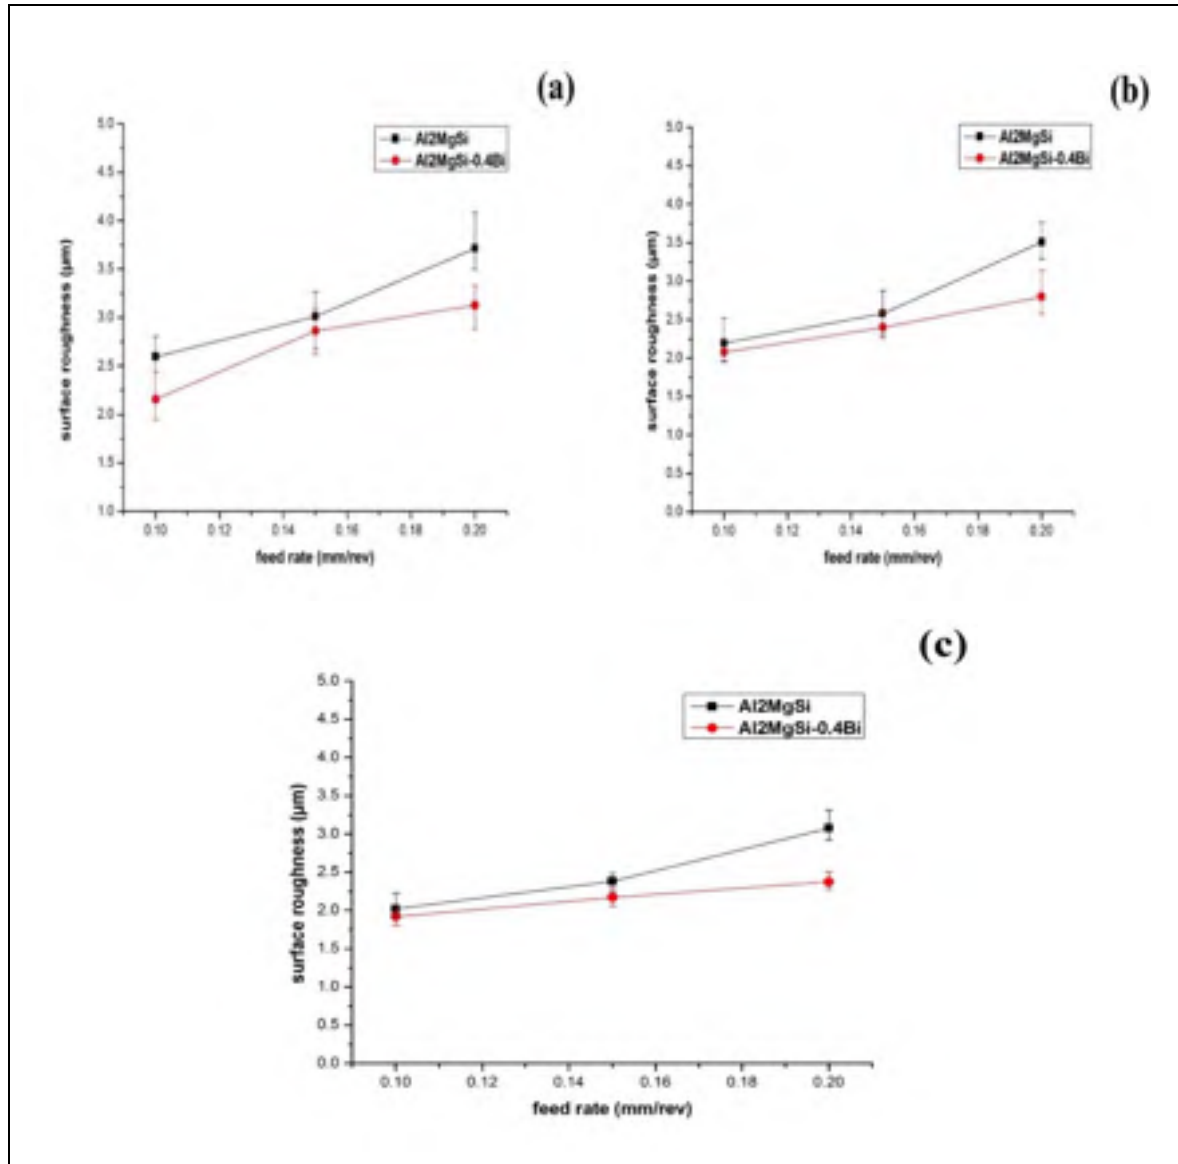 (a)
5.0
4.5
4.0
3.5
3.0
2.5
2.0
1.5
1.0
surface roughness (µm)
Al2MgSi
Al2MgSi-0.4Bi
0.10 0.12 0.14 0.16 0.18 0.20
feed rate (mm/rev)
(b)
5.0
4.5
4.0
3.5
3.0
2.5
2.0
1.5
1.0
0.5
0.0
surface roughness (µm)
Al2MgSi
Al2MgSi-0.4Bi
0.10 0.12 0.14 0.16 0.18 0.20
feed rate (mm/rev)
(c)
5.0
4.5
4.0
3.5
3.0
2.5
2.0
1.5
1.0
0.5
0.0
surface roughness (µm)
Al2MgSi
Al2MgSi-0.4Bi
0.10 0.12 0.14 0.16 0.18 0.20
feed rate (mm/rev)